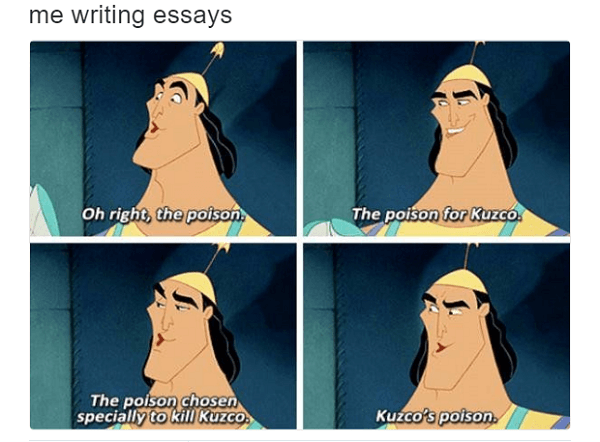 me writing essays
Oh right, the poison.
The poison for Kuzco.
The poison chosen
specially to kill Kuzco.
Kuzco's poison.